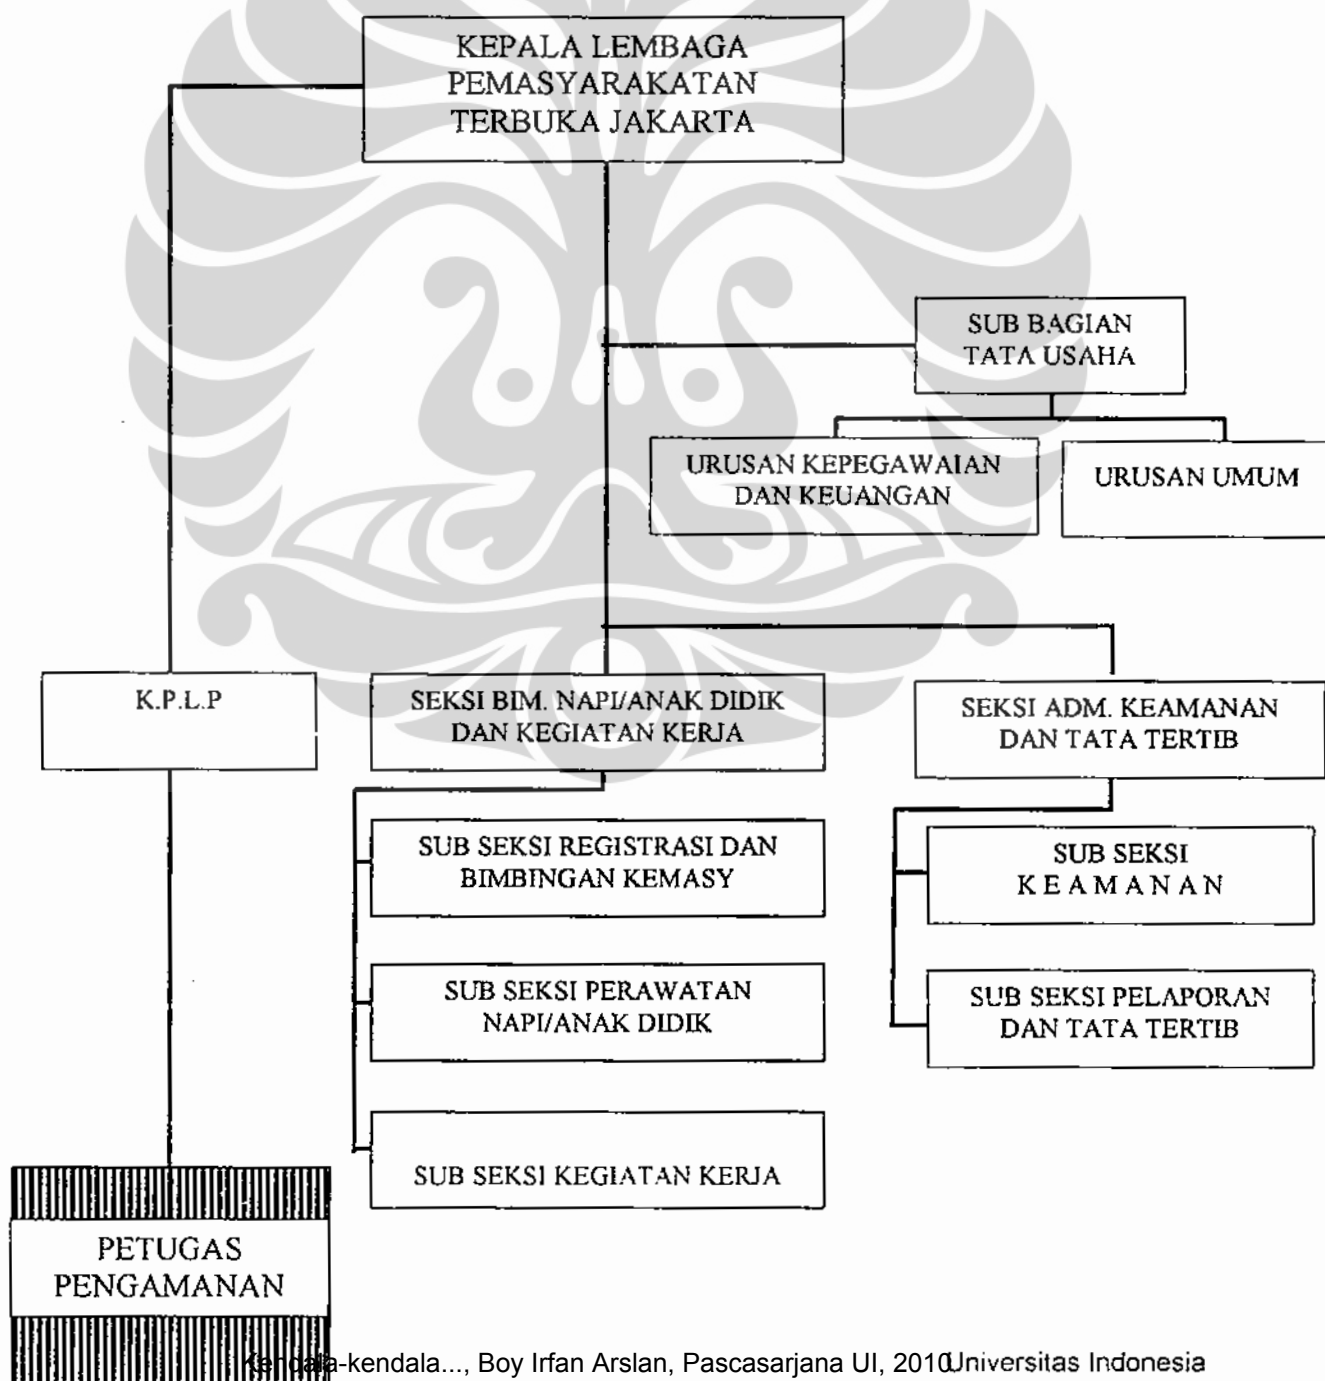 KEPALA LEMBAGA
PEMASYARAKATAN
TERBUKA JAKARTA
SUB BAGIAN
TATA USAHA
URUSAN KEPEGAWAIAN
DAN KEUANGAN
URUSAN UMUM
K.P.L.P
SEKSI BIM. NAPI/ANAK DIDIK
DAN KEGIATAN KERJA
SEKSI ADM. KEAMANAN
DAN TATA TERTIB
SUB SEKSI REGISTRASI DAN
BIMBINGAN KEMASY
SUB SEKSI
K E A M A N A N
SUB SEKSI PERAWATAN
NAPI/ANAK DIDIK
SUB SEKSI PELAPORAN
DAN TATA TERTIB
SUB SEKSI KEGIATAN KERJA
PETUGAS
PENGAMANAN
Kendala-kendala..., Boy Irfan Arslan, Pascasarjana UI, 2010
Universitas Indonesia